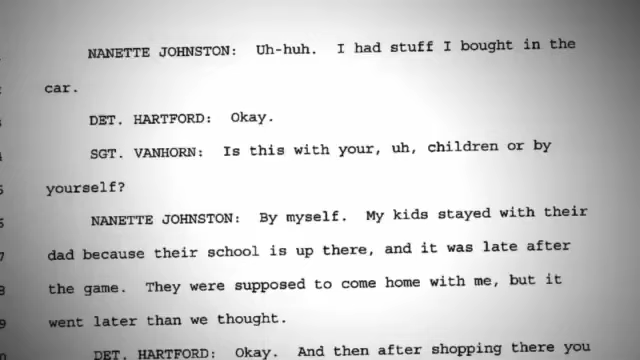 NANETTE JOHNSTON: Uh-huh. I had stuff I bought in the
car.
DET. HARTFORD: Okay.
SGT. VANHORN: Is this with your, uh, children or by
yourself?
NANETTE JOHNSTON: By myself. My kids stayed with their
7 dad because their school is up there, and it was late after
the game. They were supposed to come home with me, but it
9 went later than we thought.
DET. HARTFORD: Okay. And then after shopping there you